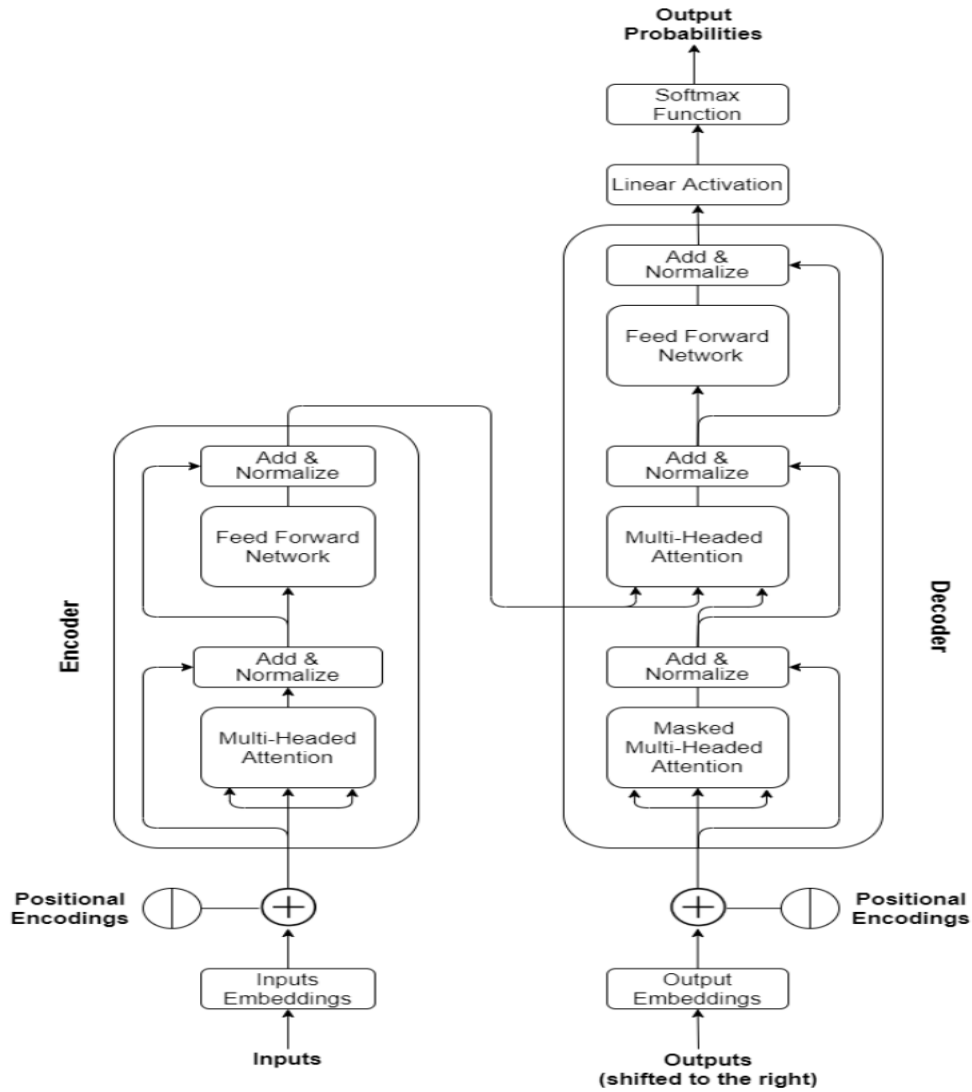 Output
Probabilities
Softmax
Function
Linear Activation
Add &
Normalize
Feed Forward
Network
Add &
Normalize
Multi-Headed
Attention
Add &
Normalize
Masked
Multi-Headed
Attention
Decoder
Positional
Encodings
Output
Embeddings
Outputs
(shifted to the right)
Encoder
Add &
Normalize
Feed Forward
Network
Add &
Normalize
Multi-Headed
Attention
Positional
Encodings
Inputs
Embeddings
Inputs